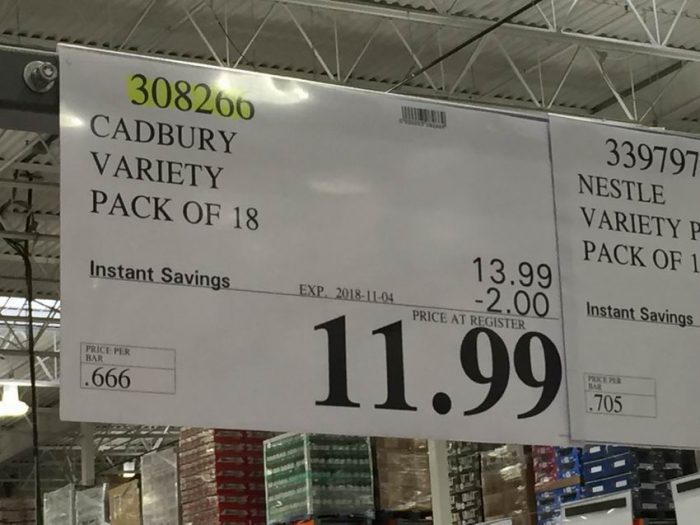 308266
CADBURY
VARIETY
PACK OF 18
Instant Savings
EXP. 2018-11-04
13.99
-2.00
PRICE AT REGISTER
11.99
PRICE PER
BAR
.666
339797
NESTLE
VARIETY P
PACK OF 1
Instant Savings
PRICE PER
BAR
.705